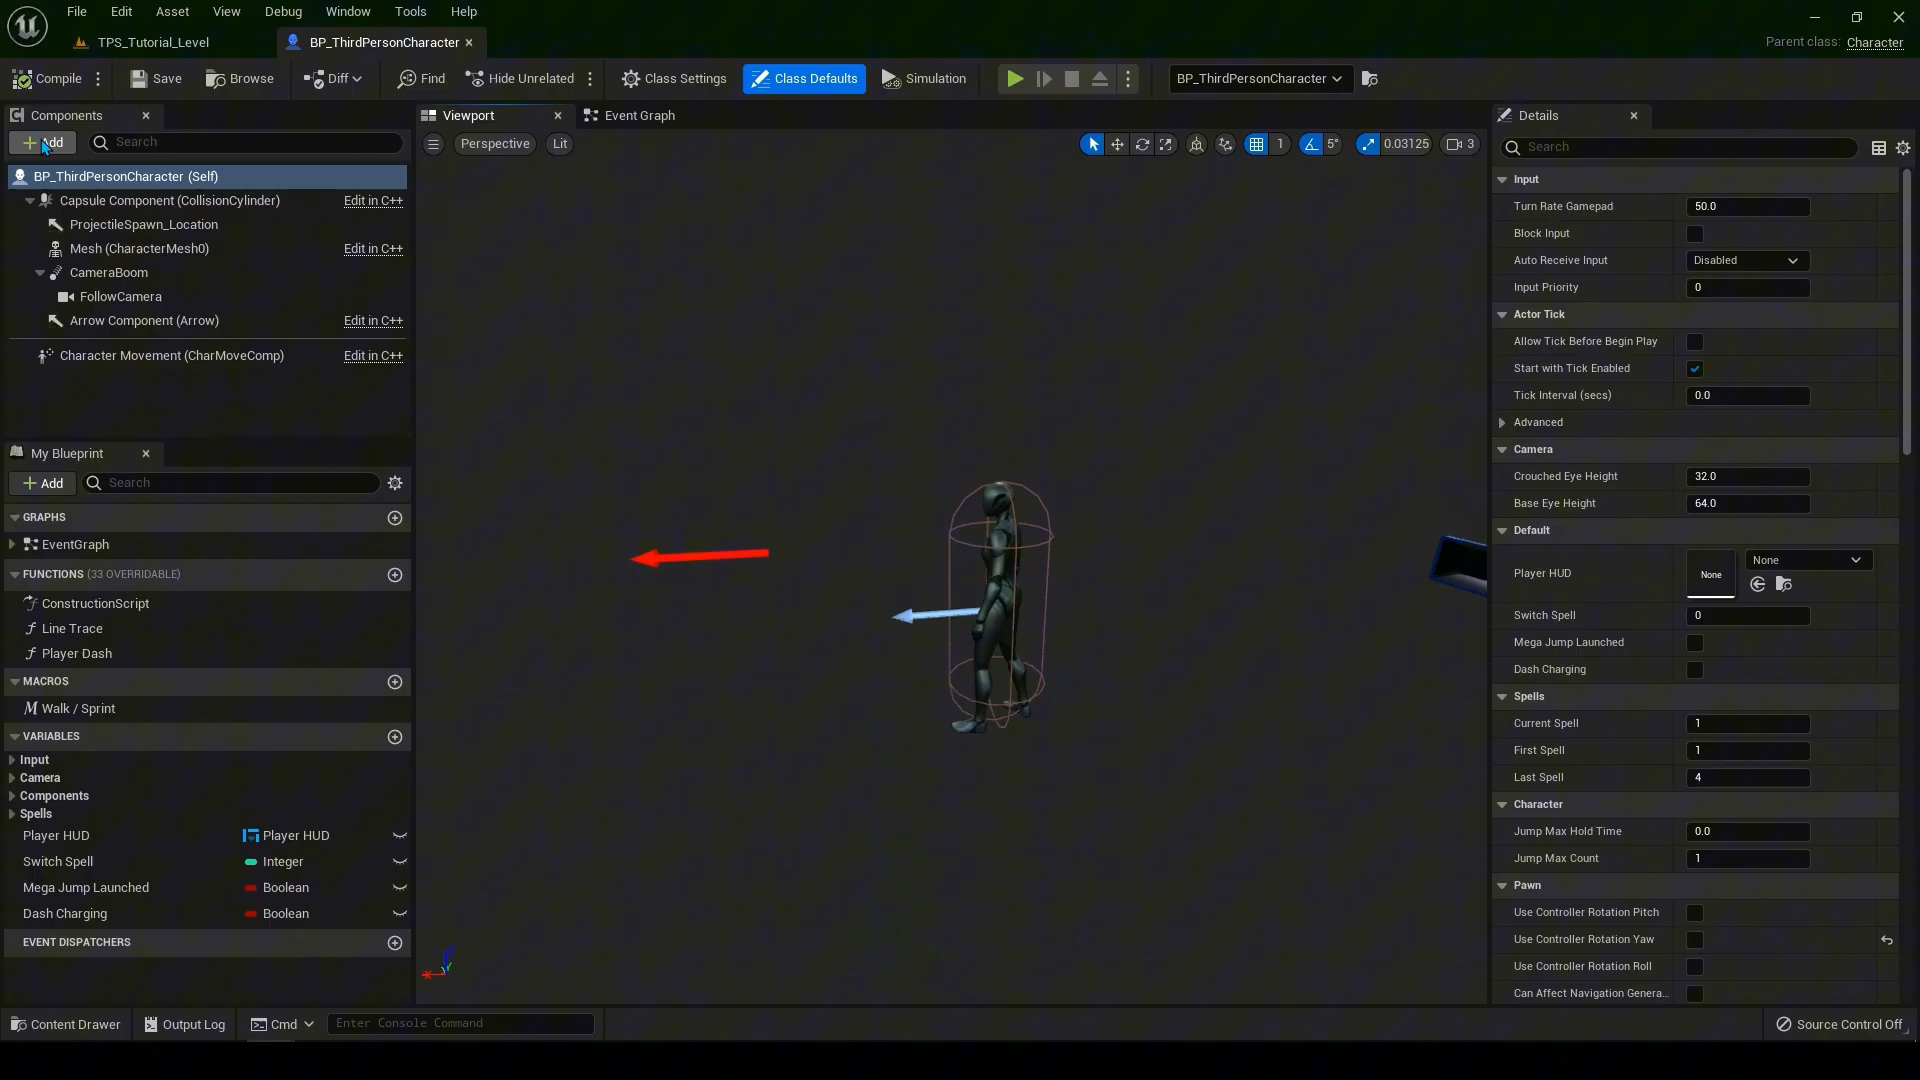 File Edit Asset View Debug Window Tools Help
TPS_Tutorial_Level
BP_ThirdPersonCharacter
Parent class: Character
Compile
Save
Browse
Diff
Find
Hide Unrelated
Class Settings
Class Defaults
Simulation
BP_ThirdPersonCharacter
Components
Add
Search
BP_ThirdPersonCharacter (Self)
Capsule Component (CollisionCylinder) Edit in C++
ProjectileSpawn_Location
Mesh (CharacterMesh0) Edit in C++
CameraBoom
FollowCamera
Arrow Component (Arrow) Edit in C++
Character Movement (CharMoveComp) Edit in C++
My Blueprint
Add
Search
GRAPHS
EventGraph
FUNCTIONS (33 OVERRIDABLE)
ConstructionScript
Line Trace
Player Dash
MACROS
Walk / Sprint
VARIABLES
Input
Camera
Components
Spells
Player HUD Player HUD
Switch Spell Integer
Mega Jump Launched Boolean
Dash Charging Boolean
EVENT DISPATCHERS
Viewport
Event Graph
Perspective
Lit
1
5°
0.03125
3
Details
Search
Input
Turn Rate Gamepad 50.0
Block Input
Auto Receive Input Disabled
Input Priority 0
Actor Tick
Allow Tick Before Begin Play
Start with Tick Enabled
Tick Interval (secs) 0.0
Advanced
Camera
Crouched Eye Height 32.0
Base Eye Height 64.0
Default
Player HUD None None
Switch Spell 0
Mega Jump Launched
Dash Charging
Spells
Current Spell 1
First Spell 1
Last Spell 4
Character
Jump Max Hold Time 0.0
Jump Max Count 1
Pawn
Use Controller Rotation Pitch
Use Controller Rotation Yaw
Use Controller Rotation Roll
Can Affect Navigation Genera...
Content Drawer
Output Log
Cmd
Enter Console Command
Source Control Off